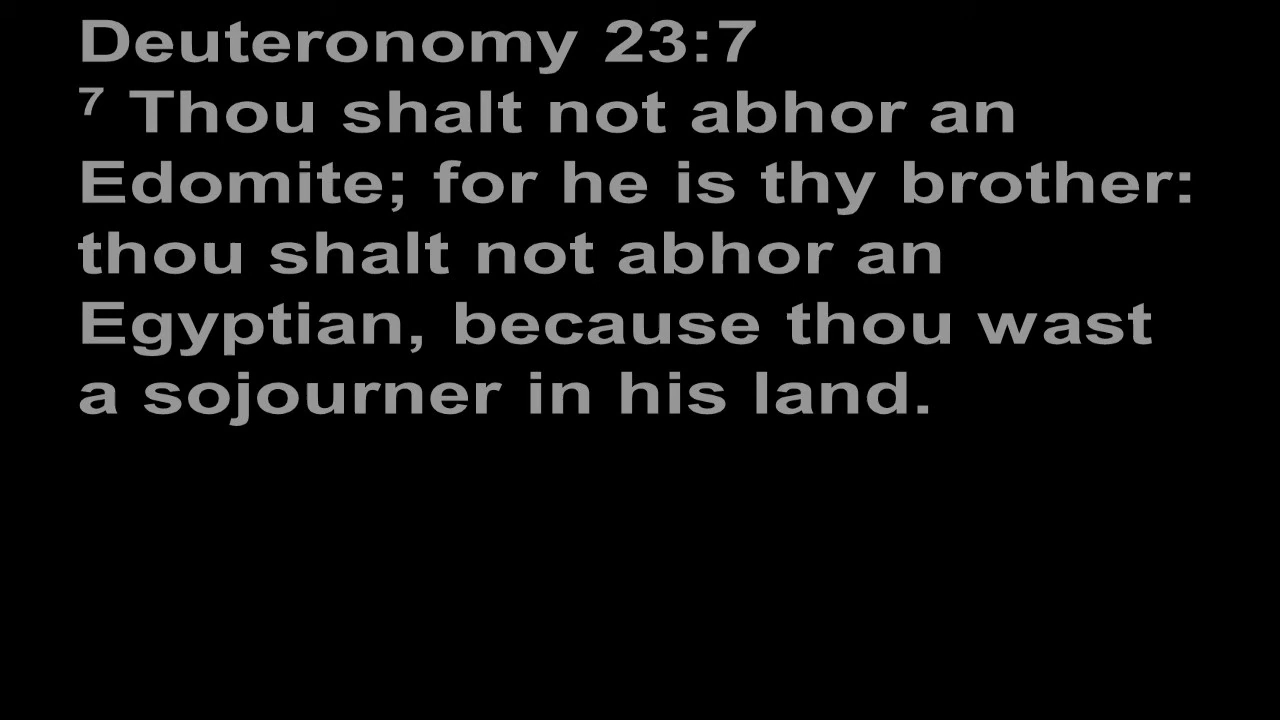 Deuteronomy 23:7
7 Thou shalt not abhor an
Edomite; for he is thy brother:
thou shalt not abhor an
Egyptian, because thou wast
a sojourner in his land.